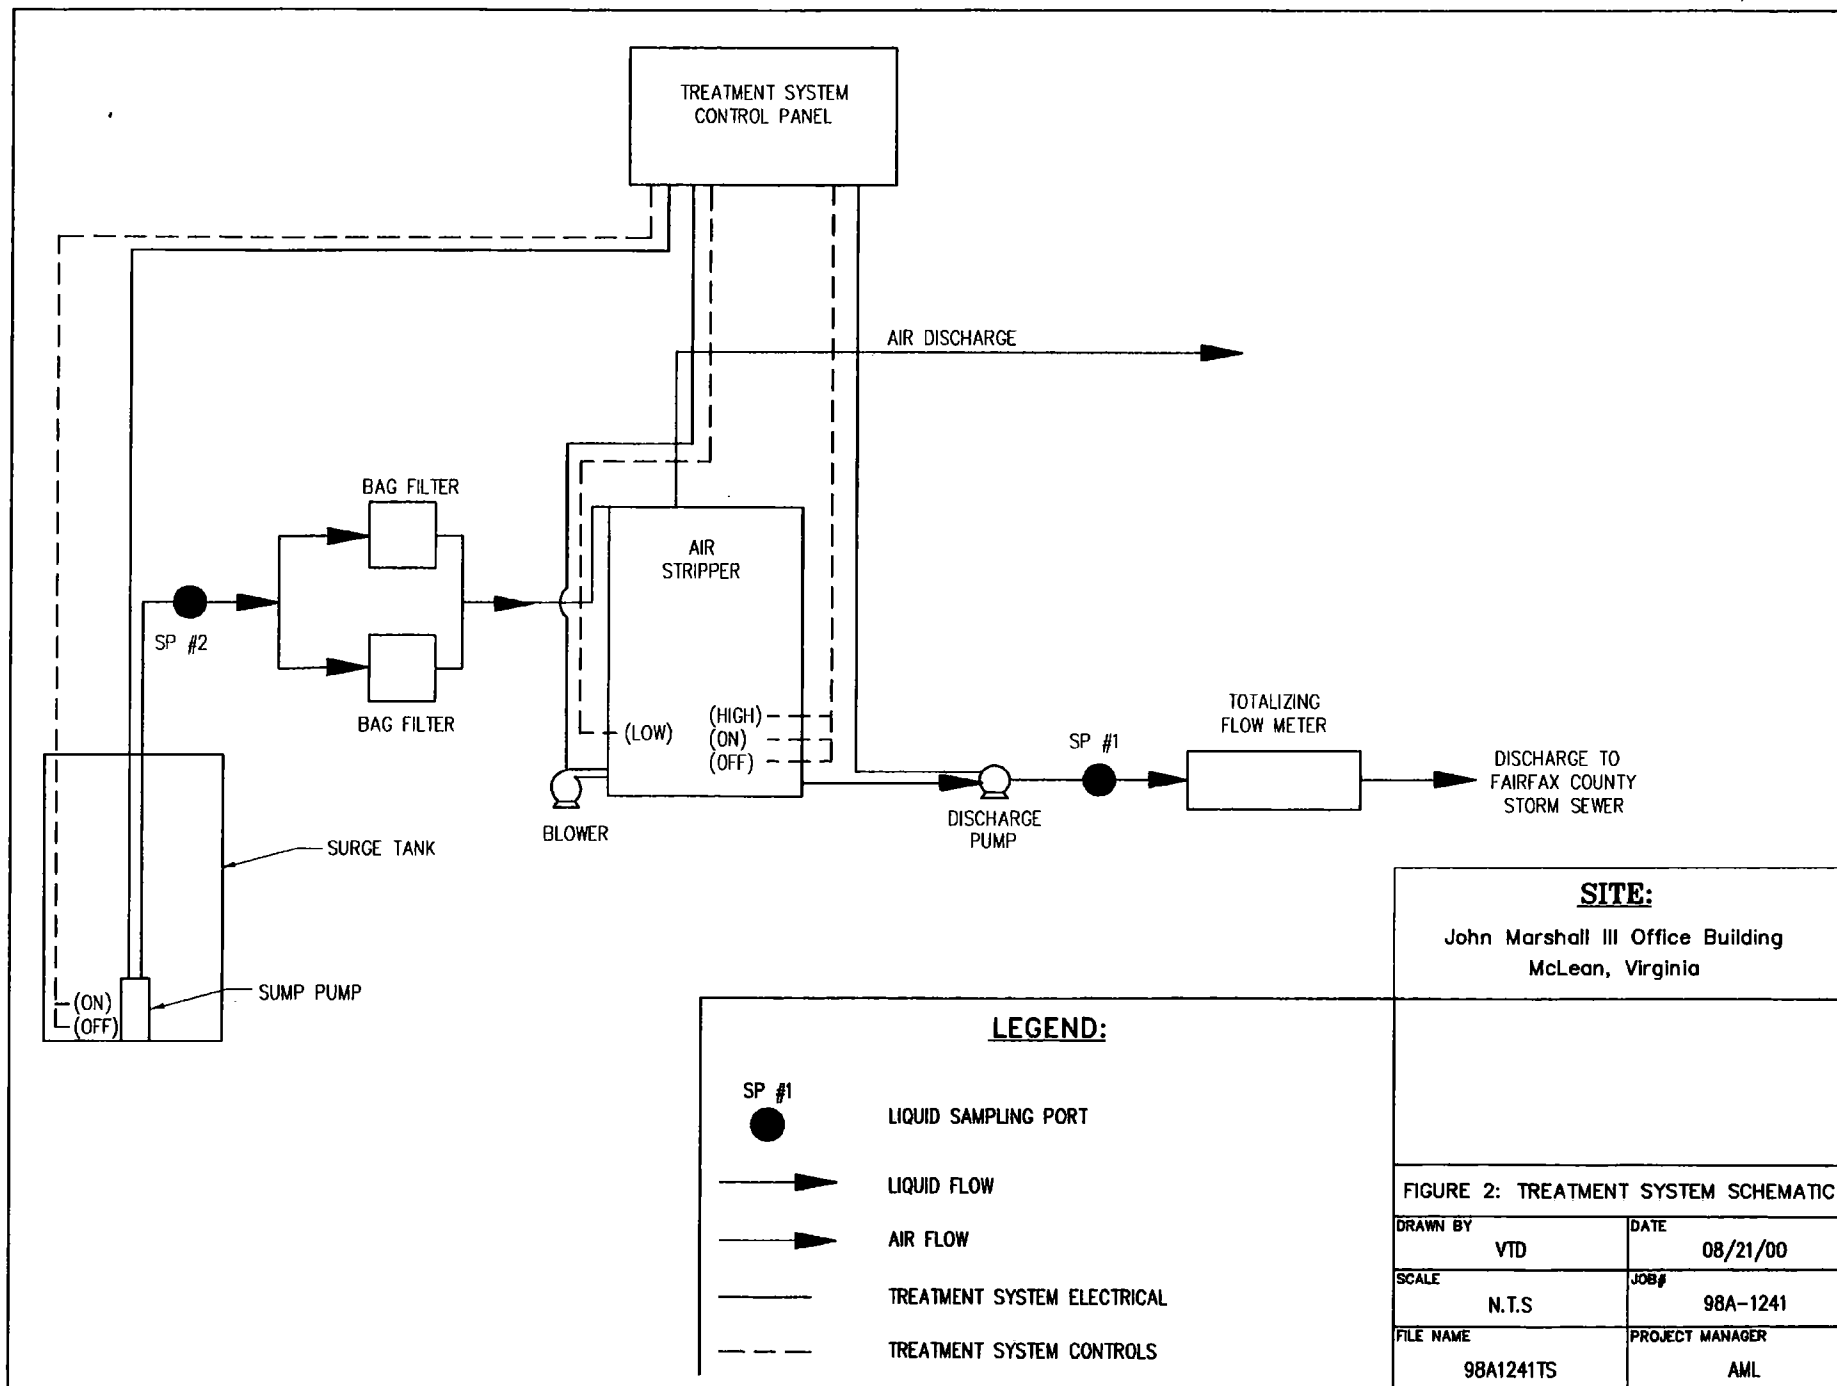 TREATMENT SYSTEM
CONTROL PANEL
AIR DISCHARGE
BAG FILTER
AIR
STRIPPER
SP #2
BAG FILTER
(LOW)
(HIGH)
(ON)
(OFF)
BLOWER
SP #1
TOTALIZING
FLOW METER
DISCHARGE
PUMP
DISCHARGE TO
FAIRFAX COUNTY
STORM SEWER
SURGE TANK
SUMP PUMP
(ON)
(OFF)
LEGEND:
SP #1
LIQUID SAMPLING PORT
LIQUID FLOW
AIR FLOW
TREATMENT SYSTEM ELECTRICAL
TREATMENT SYSTEM CONTROLS
SITE:
John Marshall III Office Building
McLean, Virginia
FIGURE 2: TREATMENT SYSTEM SCHEMATIC
DRAWN BY
VTD
DATE
08/21/00
SCALE
N.T.S
JOB#
98A-1241
FILE NAME
98A1241TS
PROJECT MANAGER
AML